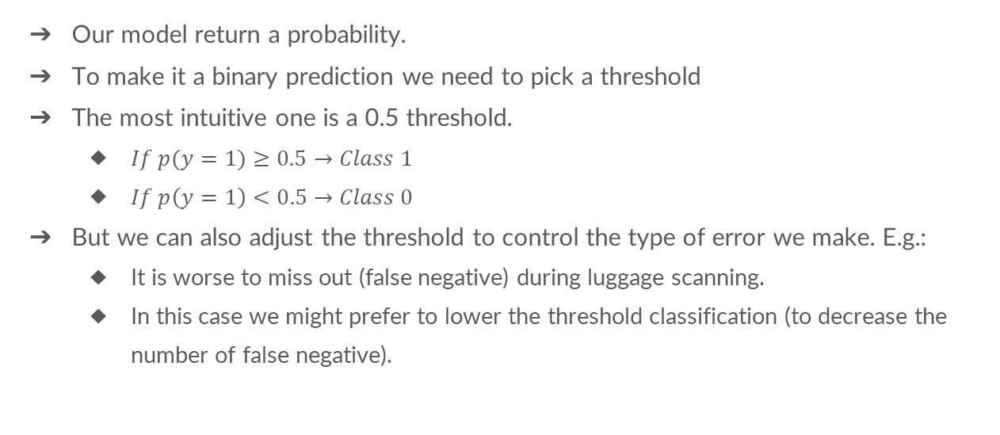 ➔ Our model return a probability.
➔ To make it a binary prediction we need to pick a threshold
➔ The most intuitive one is a 0.5 threshold.
◆ If p(y = 1) ≥ 0.5 → Class 1
◆ If p(y = 1) < 0.5 → Class 0
➔ But we can also adjust the threshold to control the type of error we make. E.g.:
◆ It is worse to miss out (false negative) during luggage scanning.
◆ In this case we might prefer to lower the threshold classification (to decrease the
number of false negative).